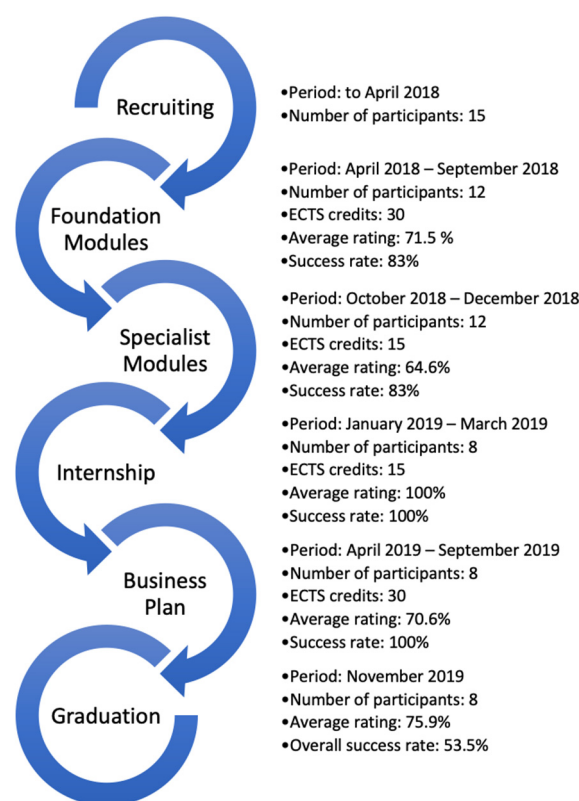 Recruiting
•Period: to April 2018
•Number of participants: 15
Foundation
Modules
•Period: April 2018 – September 2018
•Number of participants: 12
•ECTS credits: 30
•Average rating: 71.5 %
•Success rate: 83%
Specialist
Modules
•Period: October 2018 – December 2018
•Number of participants: 12
•ECTS credits: 15
•Average rating: 64.6%
•Success rate: 83%
Internship
•Period: January 2019 – March 2019
•Number of participants: 8
•ECTS credits: 15
•Average rating: 100%
•Success rate: 100%
Business
Plan
•Period: April 2019 – September 2019
•Number of participants: 8
•ECTS credits: 30
•Average rating: 70.6%
•Success rate: 100%
Graduation
•Period: November 2019
•Number of participants: 8
•Average rating: 75.9%
•Overall success rate: 53.5%